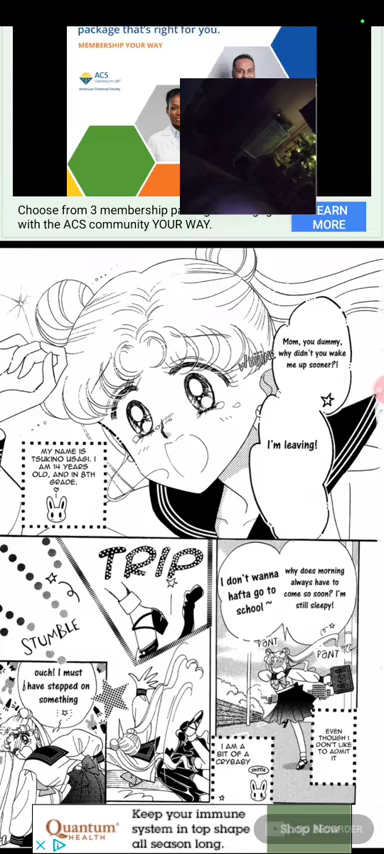 package that's right for you.
MEMBERSHIP YOUR WAY
ACS
Chemistry for Life®
American Chemical Society
Choose from 3 membership
with the ACS community YOUR WAY.
LEARN
MORE
Mom, you dummy,
why didn't you wake
me up sooner?!
I'm leaving!
MY NAME IS
TSUKINO USAGI. I
AM 14 YEARS
OLD, AND IN 8TH
GRADE.
TRIP
STUMBLE
I don't wanna
hafta go to
school ~
why does morning
always have to
come so soon? I'm
still sleepy!
PANT
PANT
ouch! I must
have stepped on
something
I AM A
BIT OF A
CRYBABY
EVEN
THOUGH I
DON'T LIKE
TO ADMIT
IT
Quantum®
HEALTH
Keep your immune
system in top shape
all season long.
Shop Now